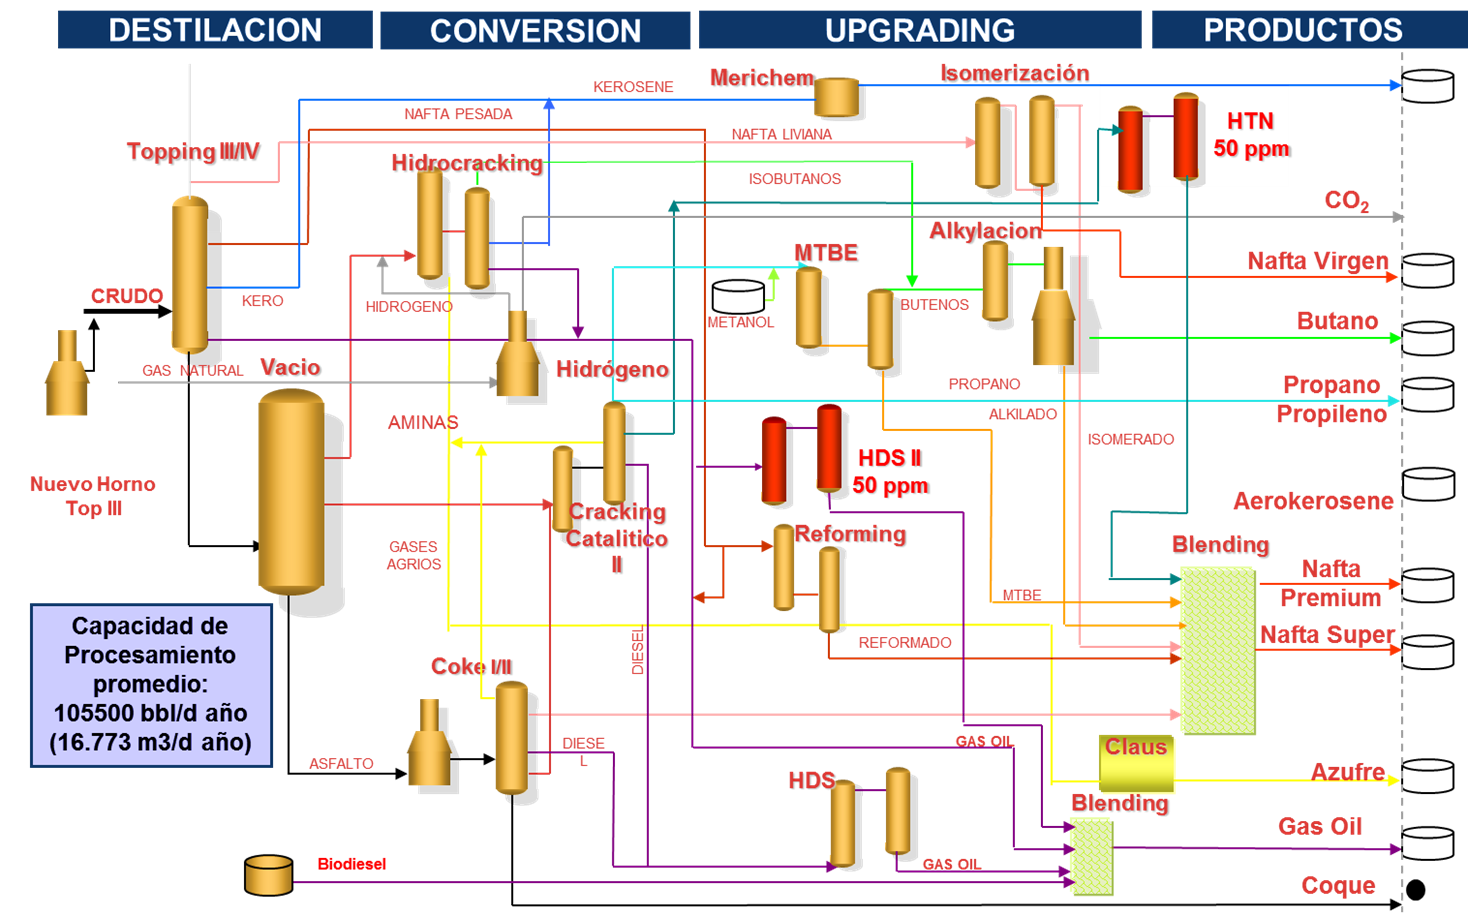 DESTILACION
CONVERSION
UPGRADING
PRODUCTOS
Merichem
Isomerización
KEROSENE
NAFTA PESADA
HTN
50 ppm
NAFTA LIVIANA
Topping III/IV
Hidrocracking
ISOBUTANOS
CO2
Alkylacion
MTBE
Nafta Virgen
CRUDO
KERO
HIDROGENO
METANOL
BUTENOS
Butano
GAS NATURAL
Vacio
Hidrógeno
PROPANO
Propano
Propileno
ALKILADO
AMINAS
ISOMERADO
HDS II
50 ppm
Nuevo Horno
Top III
Aerokerosene
Cracking
Catalitico
II
Reforming
Blending
GASES
AGRIOS
Nafta
Premium
MTBE
Capacidad de
Procesamiento
promedio:
105500 bbl/d año
(16.773 m3/d año)
DIESEL
REFORMADO
Nafta Super
Coke I/II
DIESE
L
GAS OIL
Claus
ASFALTO
Azufre
HDS
Blending
Gas Oil
Biodiesel
GAS OIL
Coque